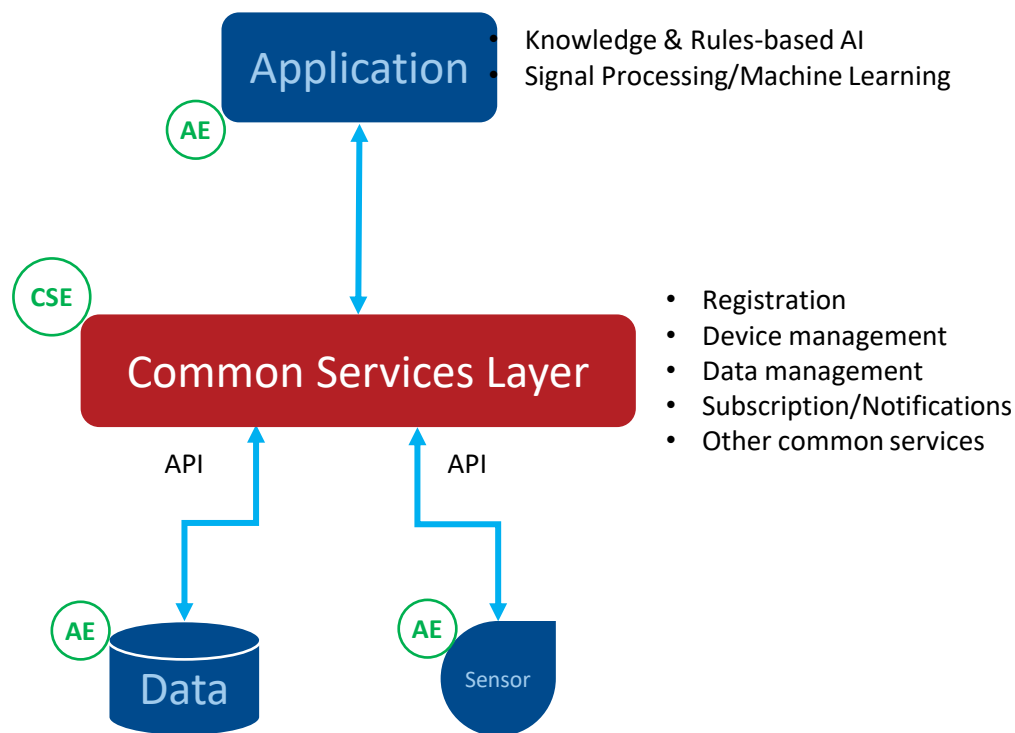 Application
• Knowledge & Rules-based AI
• Signal Processing/Machine Learning
AE
CSE
Common Services Layer
• Registration
• Device management
• Data management
• Subscription/Notifications
• Other common services
API
API
AE
Data
AE
Sensor